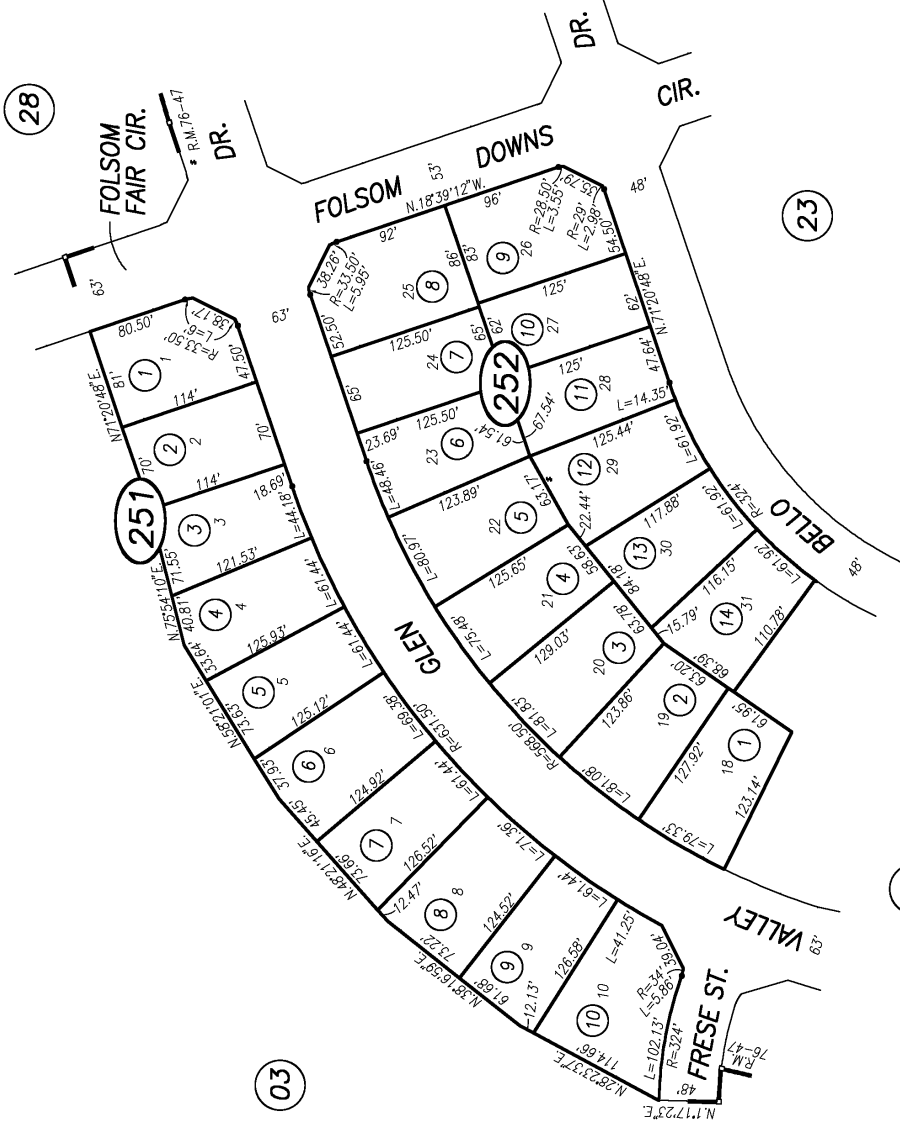 28
FOLSOM
FAIR CIR.
* R.M.76-47
DR.
DR.
CIR.
DOWNS
FOLSOM
53'
N.18°39'12"W.
63'
63'
48'
23
80.50'
38.17'
L=6'
R=33.50'
47.50'
N71°20'48"E.
81'
1
1
114'
70'
2
2
70'
114'
251
18.69'
L=44.18'
3
3
71.55'
N.75°54'10"E.
40.81'
121.53'
4
4
L=61.44'
33.64'
125.93'
5
5
L=61.44'
N.58°21'01"E.
73.63'
125.12'
6
6
37.93'
L=69.38'
45.45'
124.92'
R=631.50'
7
7
N.48°21'16"E.
73.66'
L=61.44'
126.52'
12.47'
8
8
L=71.36'
N.38°16'59"E.
73.22'
124.52'
9
9
61.68'
L=61.44'
12.13'
126.58'
10
10
L=41.25'
39.04'
R=34'
L=5.86'
L=102.13'
R=324'
114.66'
N.28°23'37"E.
48'
N.1°17'23"E.
FRESE ST.
R.M.
76-47
03
GLEN
VALLEY
63'
38.26'
R=33.50'
L=5.95'
92'
52.50'
25
8
86'
83'
96'
R=28.50'
L=3.55'
35.79'
R=29'
L=2.98'
54.50'
9
26
125.50'
65'
24
7
65'
62'
10
27
125'
62'
N.71°20'48"E.
252
125.50'
23.69'
L=48.46'
23
6
61.54'
67.54'
125'
11
28
47.64'
L=14.35'
125.44'
123.89'
L=80.97'
22
5
63.17'
12
29
L=61.92'
22.44'
125.65'
L=75.48'
21
4
58.63'
117.88'
13
30
84.18'
L=61.92'
R=324'
129.03'
L=81.83'
20
3
63.78'
15.79'
116.15'
14
31
L=61.92'
R=568.50'
123.86'
L=81.08'
19
2
63.20'
68.39'
110.78'
127.92'
L=79.33'
18
1
61.95'
123.14'
BELLO
48'